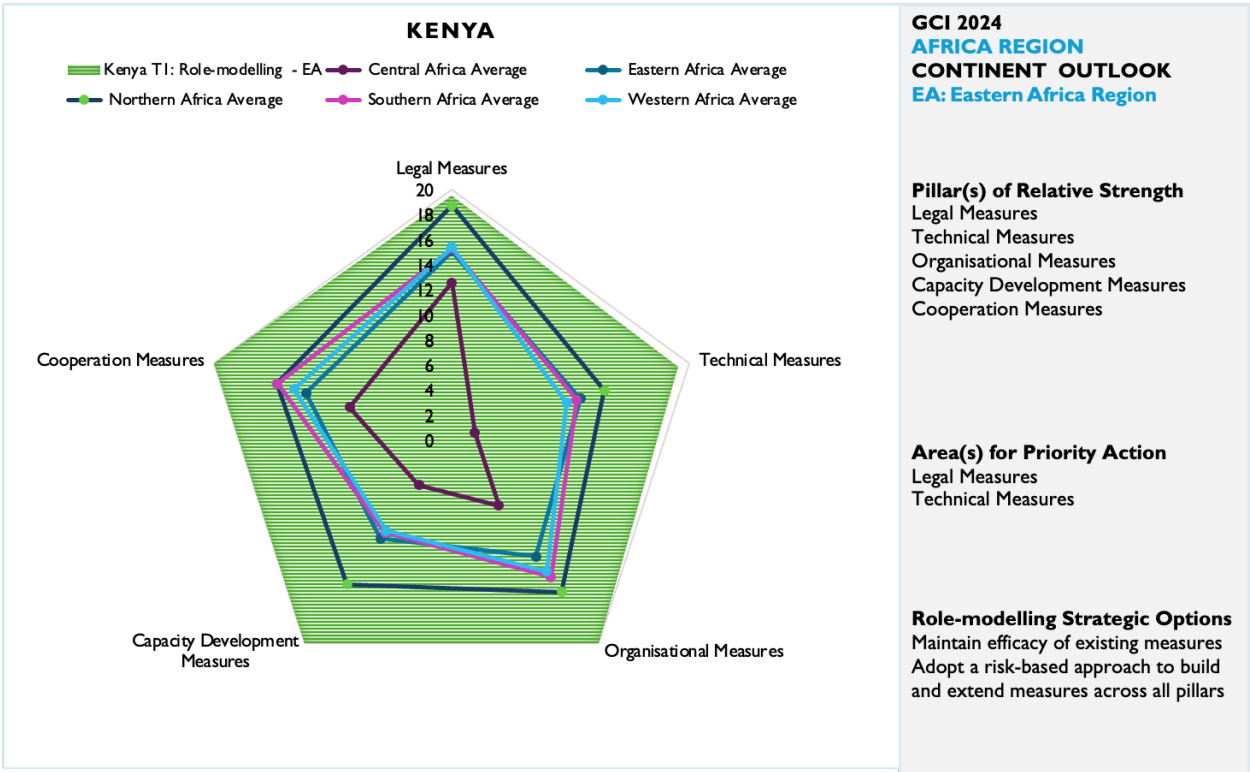 KENYA
Kenya T1: Role-modelling - EA
Central Africa Average
Eastern Africa Average
Northern Africa Average
Southern Africa Average
Western Africa Average
Legal Measures
20
18
16
14
12
10
8
6
4
2
0
Cooperation Measures
Technical Measures
Capacity Development
Measures
Organisational Measures
GCI 2024
AFRICA REGION
CONTINENT OUTLOOK
EA: Eastern Africa Region
Pillar(s) of Relative Strength
Legal Measures
Technical Measures
Organisational Measures
Capacity Development Measures
Cooperation Measures
Area(s) for Priority Action
Legal Measures
Technical Measures
Role-modelling Strategic Options
Maintain efficacy of existing measures
Adopt a risk-based approach to build
and extend measures across all pillars